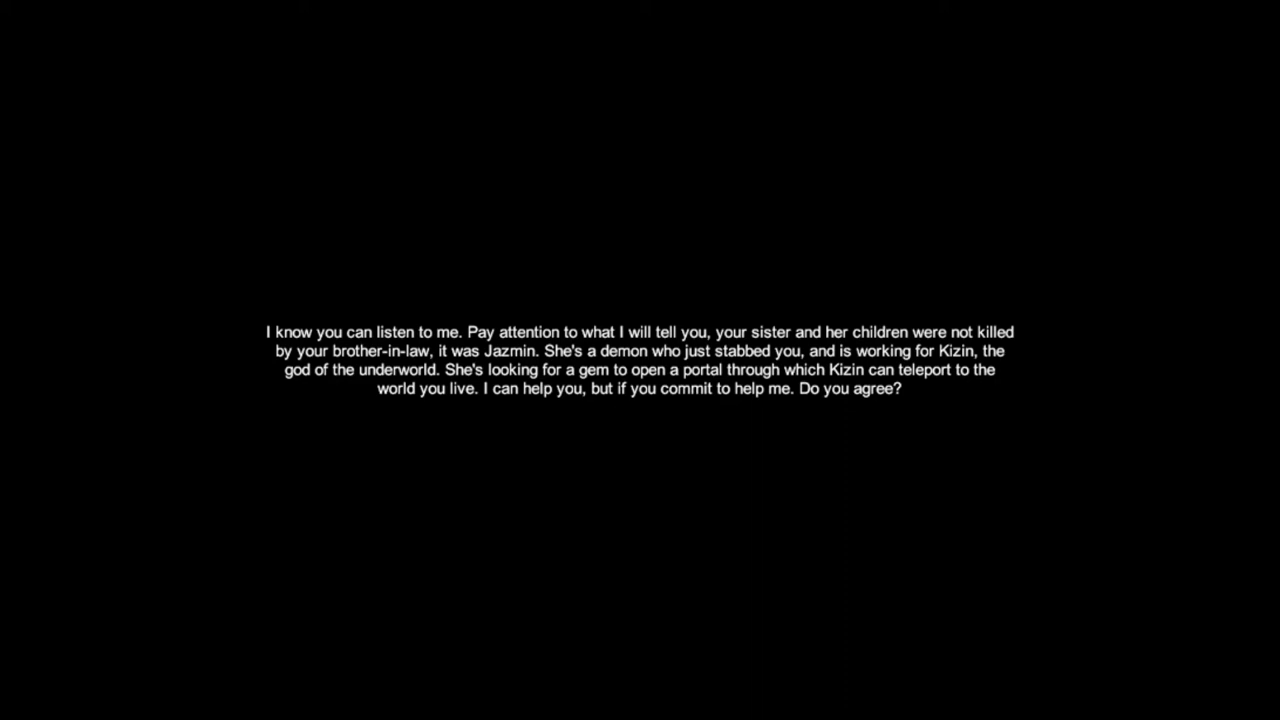 I know you can listen to me. Pay attention to what I will tell you, your sister and her children were not killed
by your brother-in-law, it was Jazmin. She's a demon who just stabbed you, and is working for Kizin, the
god of the underworld. She's looking for a gem to open a portal through which Kizin can teleport to the
world you live. I can help you, but if you commit to help me. Do you agree?